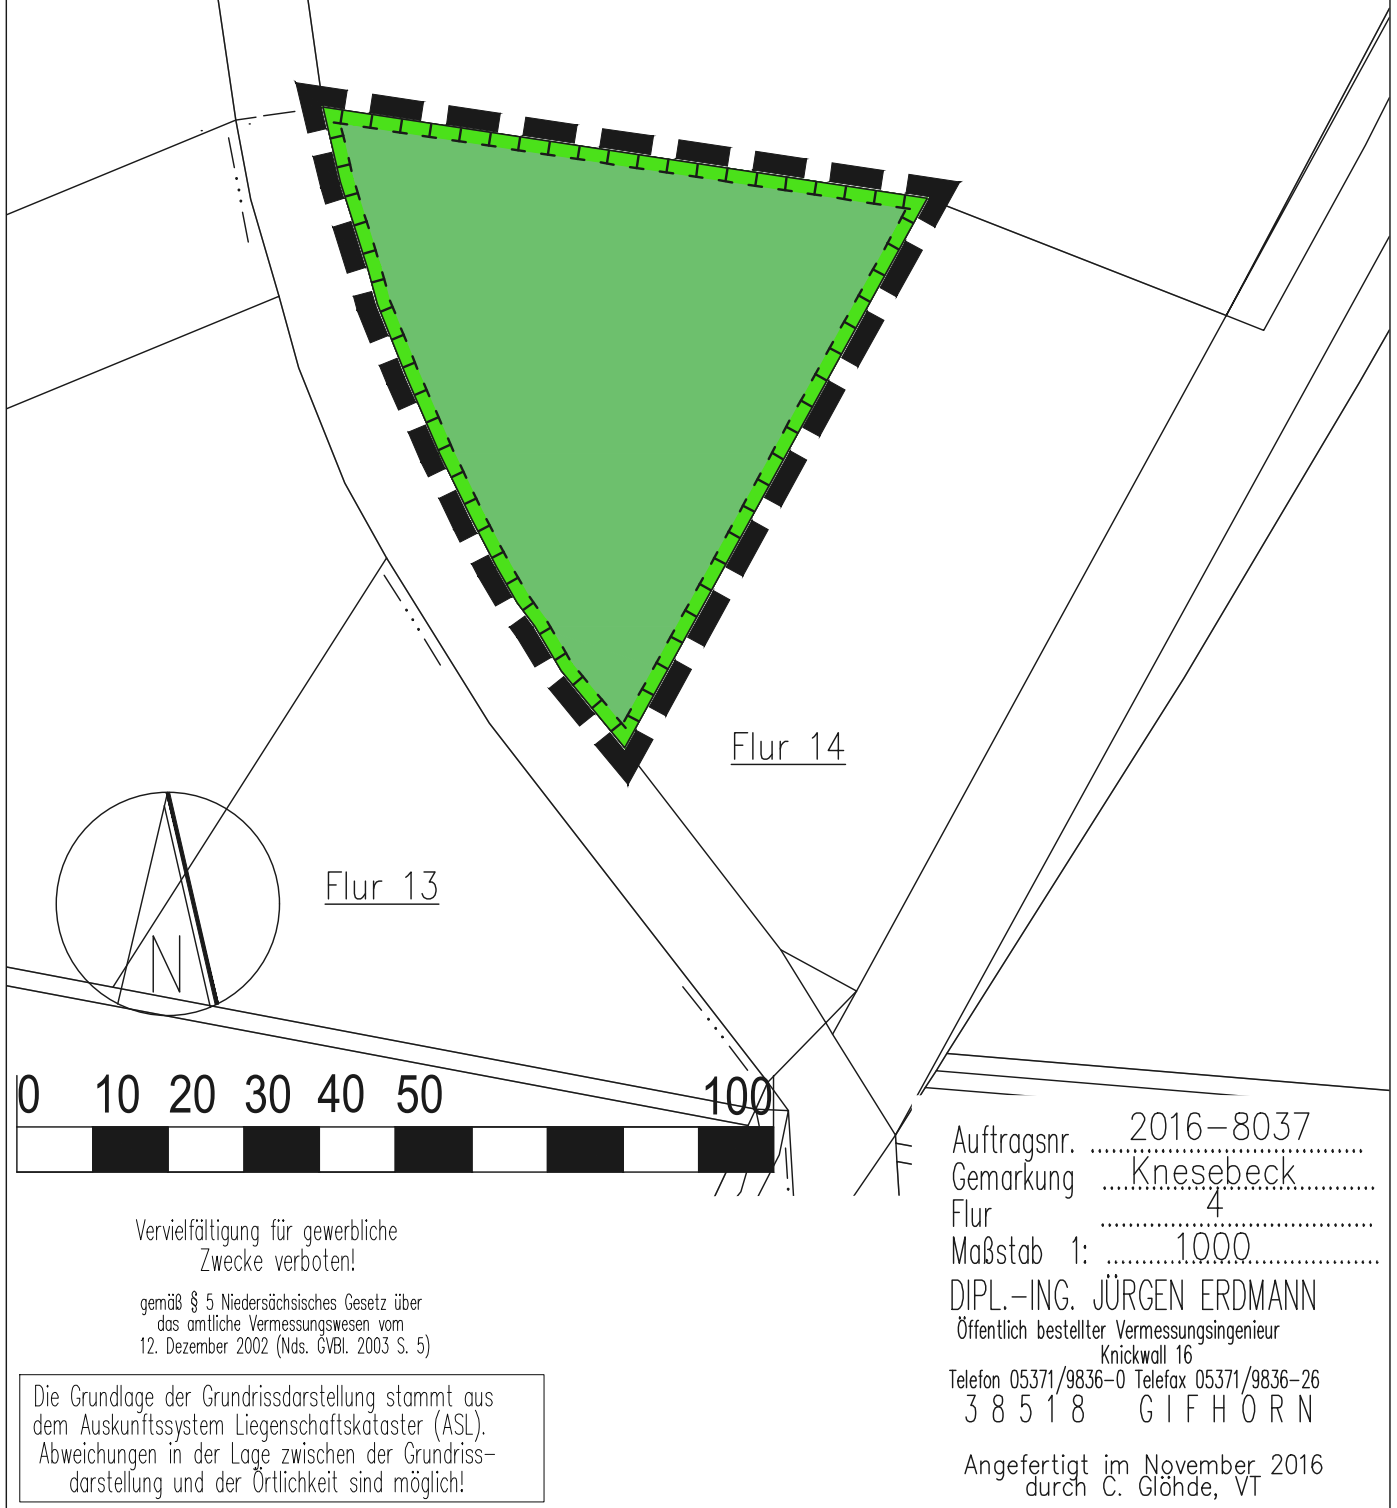 Flur 14
Flur 13
N
0 10 20 30 40 50 100
Auftragsnr. 2016-8037
Gemarkung Knesebeck
Flur 4
Maßstab 1: 1000
DIPL.-ING. JÜRGEN ERDMANN
Öffentlich bestellter Vermessungsingenieur
Knickwall 16
Telefon 05371/9836-0 Telefax 05371/9836-26
38518 GIFHORN
Angefertigt im November 2016
durch C. Glöhde, VT
Vervielfältigung für gewerbliche
Zwecke verboten!
gemäß § 5 Niedersächsisches Gesetz über
das amtliche Vermessungswesen vom
12. Dezember 2002 (Nds. GVBl. 2003 S. 5)
Die Grundlage der Grundrissdarstellung stammt aus
dem Auskunftssystem Liegenschaftskataster (ASL).
Abweichungen in der Lage zwischen der Grundriss-
darstellung und der Örtlichkeit sind möglich!